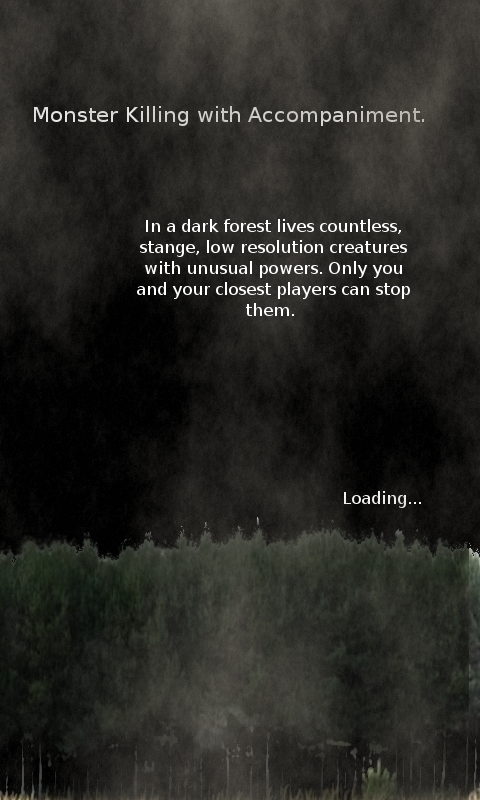 Monster Killing with Accompaniment.
In a dark forest lives countless,
stange, low resolution creatures
with unusual powers. Only you
and your closest players can stop
them.
Loading...